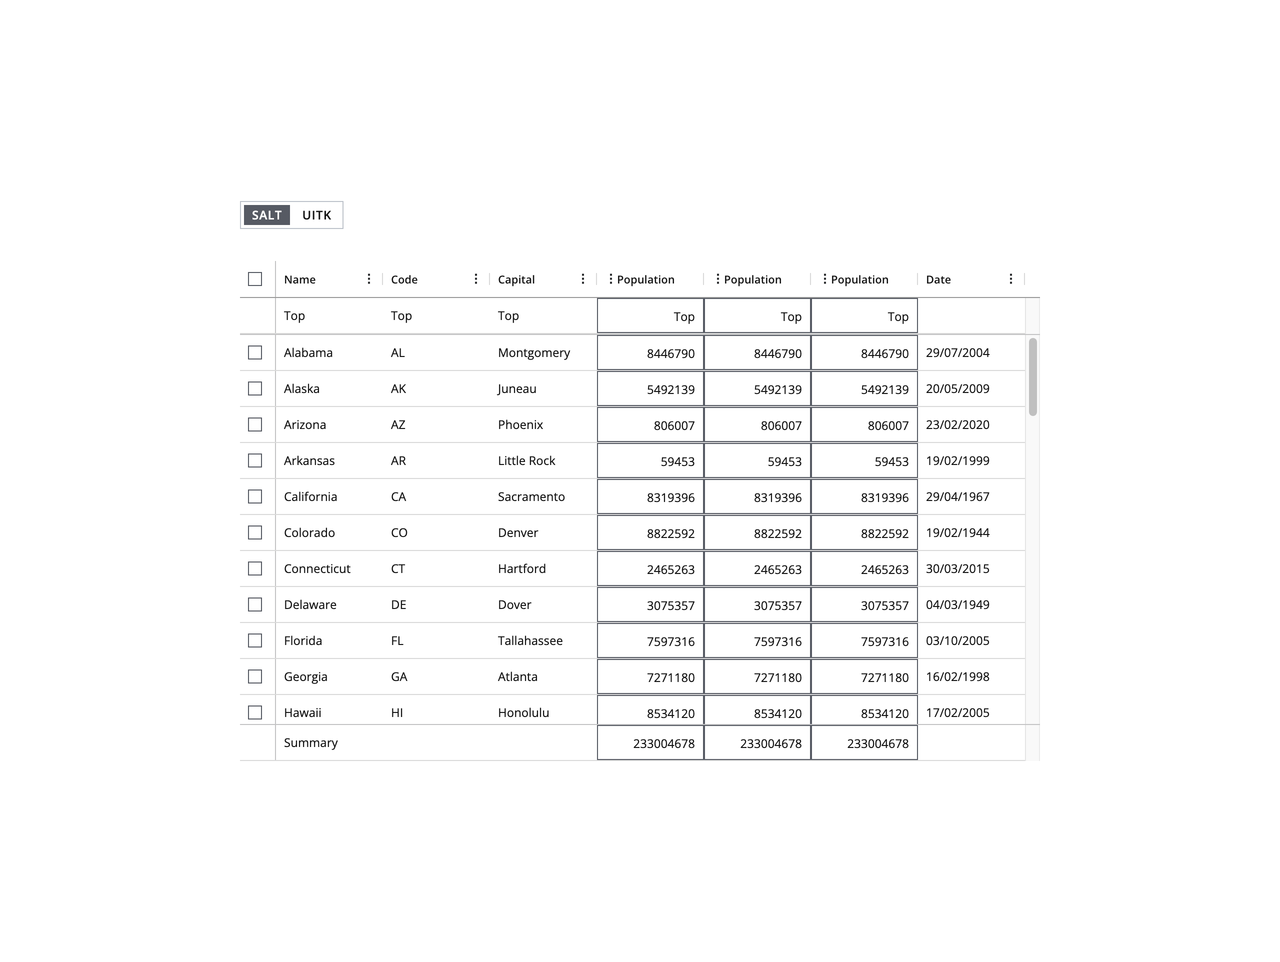 SALT UITK
Name Code Capital Population Population Population Date
Top Top Top Top Top Top
Alabama AL Montgomery 8446790 8446790 8446790 29/07/2004
Alaska AK Juneau 5492139 5492139 5492139 20/05/2009
Arizona AZ Phoenix 806007 806007 806007 23/02/2020
Arkansas AR Little Rock 59453 59453 59453 19/02/1999
California CA Sacramento 8319396 8319396 8319396 29/04/1967
Colorado CO Denver 8822592 8822592 8822592 19/02/1944
Connecticut CT Hartford 2465263 2465263 2465263 30/03/2015
Delaware DE Dover 3075357 3075357 3075357 04/03/1949
Florida FL Tallahassee 7597316 7597316 7597316 03/10/2005
Georgia GA Atlanta 7271180 7271180 7271180 16/02/1998
Hawaii HI Honolulu 8534120 8534120 8534120 17/02/2005
Summary 233004678 233004678 233004678